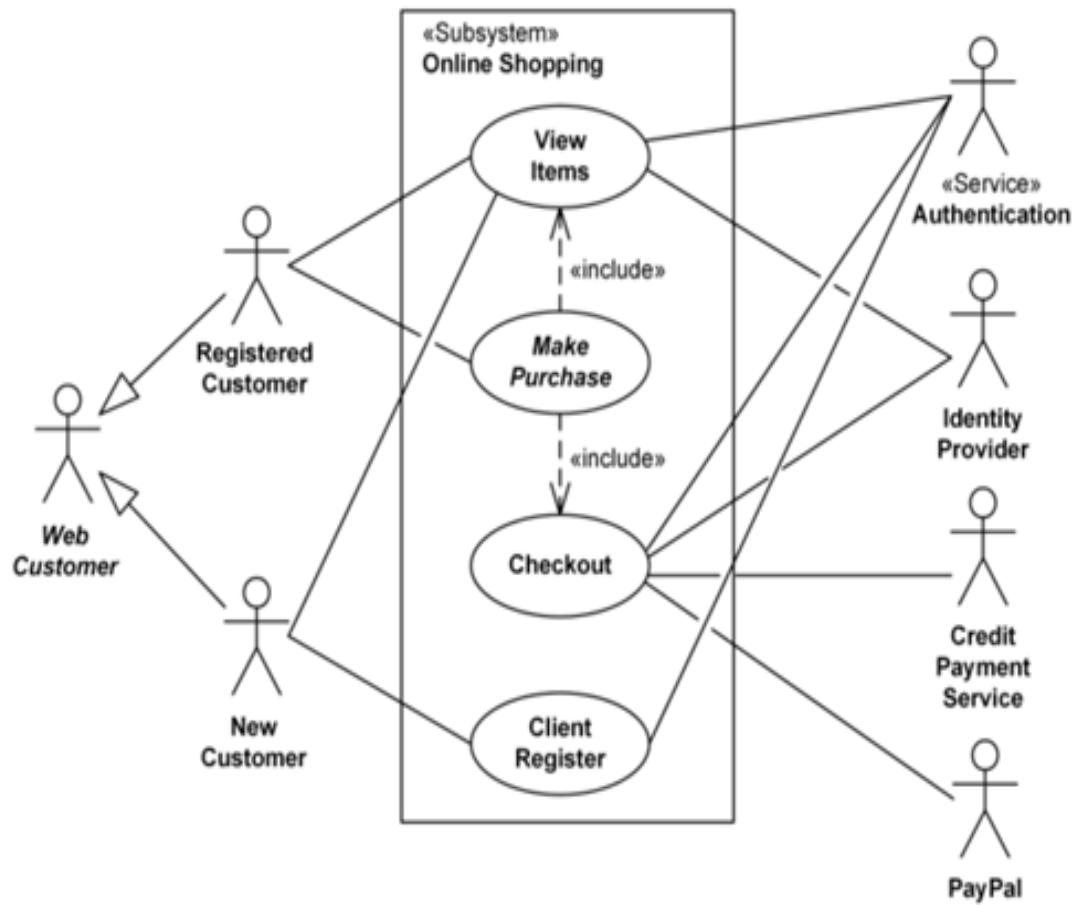 «Subsystem»
Online Shopping
View
Items
«include»
Make
Purchase
«include»
Checkout
Client
Register
Registered
Customer
Web
Customer
New
Customer
«Service»
Authentication
Identity
Provider
Credit
Payment
Service
PayPal